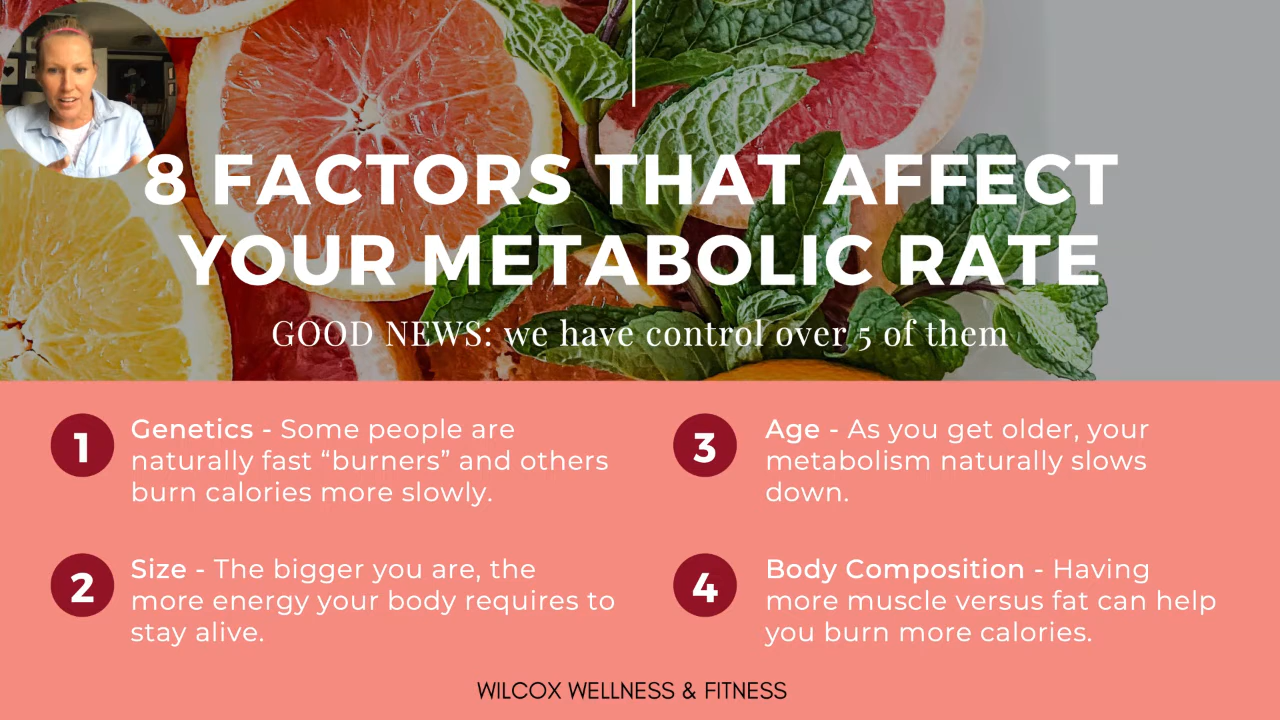 8 FACTORS THAT AFFECT
YOUR METABOLIC RATE
GOOD NEWS: we have control over 5 of them
1
Genetics - Some people are
naturally fast “burners” and others
burn calories more slowly.
2
Size - The bigger you are, the
more energy your body requires to
stay alive.
3
Age - As you get older, your
metabolism naturally slows
down.
4
Body Composition - Having
more muscle versus fat can help
you burn more calories.
WILCOX WELLNESS & FITNESS